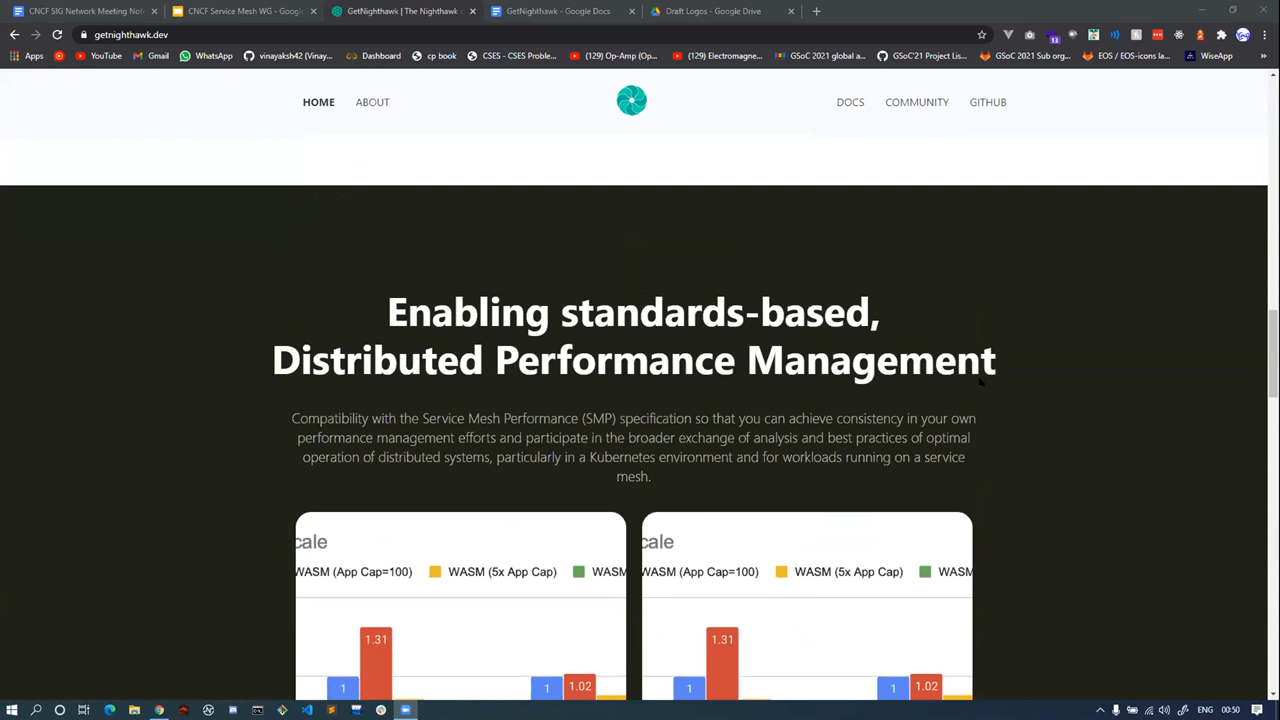 CNCF SIG Network Meeting Not
CNCF Service Mesh WG - Goog
GetNighthawk | The Nighthawk c
GetNighthawk - Google Docs
Draft Logos - Google Drive
getnighthawk.dev
13
Apps
YouTube
Gmail
WhatsApp
vinayaksh42 (Vinay...
Dashboard
cp book
CSES - CSES Proble...
(129) Op-Amp (Op...
(129) Electromagne...
GSoC 2021 global a...
GSoC'21 Project Lis...
GSoC 2021 Sub org...
EOS / EOS-icons la...
WiseApp
HOME
ABOUT
DOCS
COMMUNITY
GITHUB
Enabling standards-based,
Distributed Performance Management
Compatibility with the Service Mesh Performance (SMP) specification so that you can achieve consistency in your own
performance management efforts and participate in the broader exchange of analysis and best practices of optimal
operation of distributed systems, particularly in a Kubernetes environment and for workloads running on a service
mesh.
cale
WASM (App Cap=100)
WASM (5x App Cap)
WASM
1.31
1
1
1.02
cale
WASM (App Cap=100)
WASM (5x App Cap)
WASM
1.31
1
1
1.02
ENG
00:50